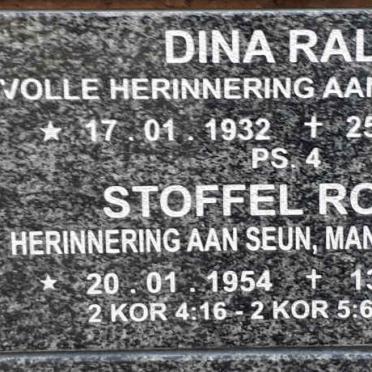 DINA RAL
VOLLE HERINNERING AAN
★ 17 . 01 . 1932 † 25
PS. 4
STOFFEL RO
HERINNERING AAN SEUN, MAN
★ 20 . 01 . 1954 † 13
2 KOR 4:16 - 2 KOR 5:6